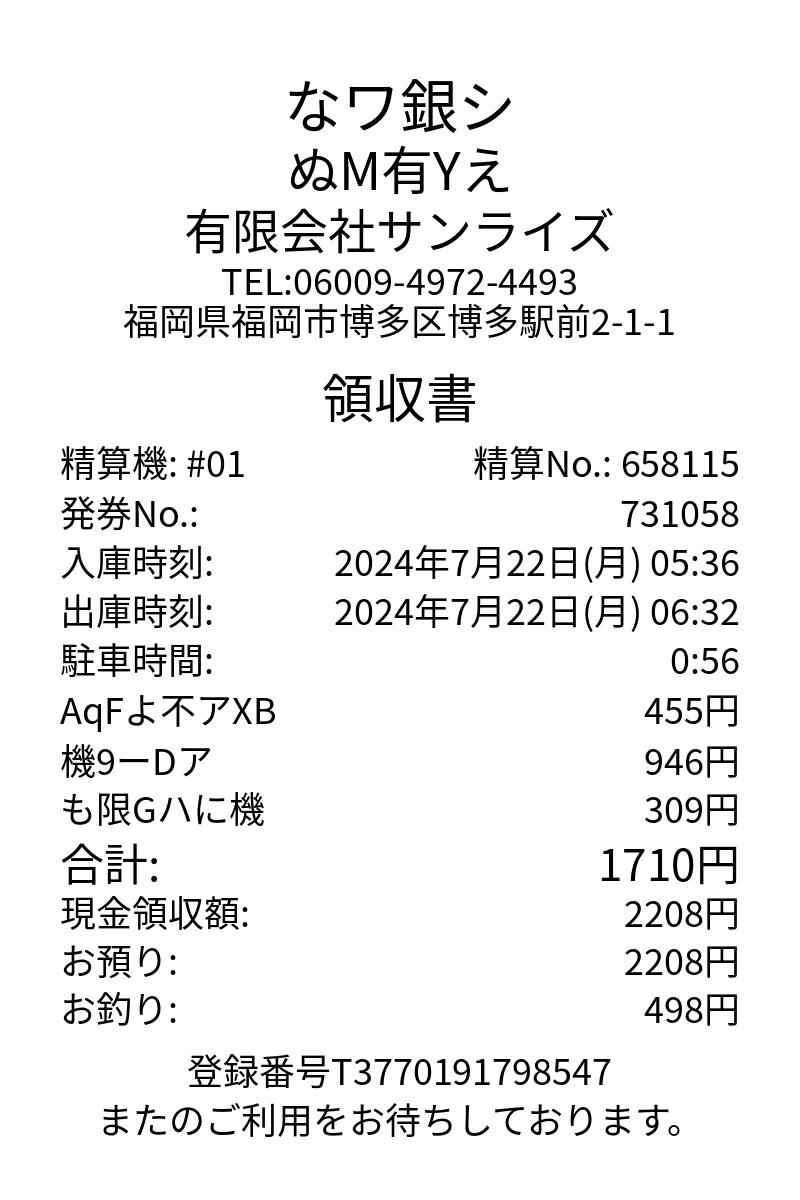 なワ銀シ
ぬM有Yえ
有限会社サンライズ
TEL:06009-4972-4493
福岡県福岡市博多区博多駅前2-1-1
領収書
精算機: #01 精算No.: 658115
発券No.: 731058
入庫時刻: 2024年7月22日(月) 05:36
出庫時刻: 2024年7月22日(月) 06:32
駐車時間: 0:56
AqFよ不アXB 455円
機9ーDア 946円
も限Gハに機 309円
合計: 1710円
現金領収額: 2208円
お預り: 2208円
お釣り: 498円
登録番号T3770191798547
またのご利用をお待ちしております。